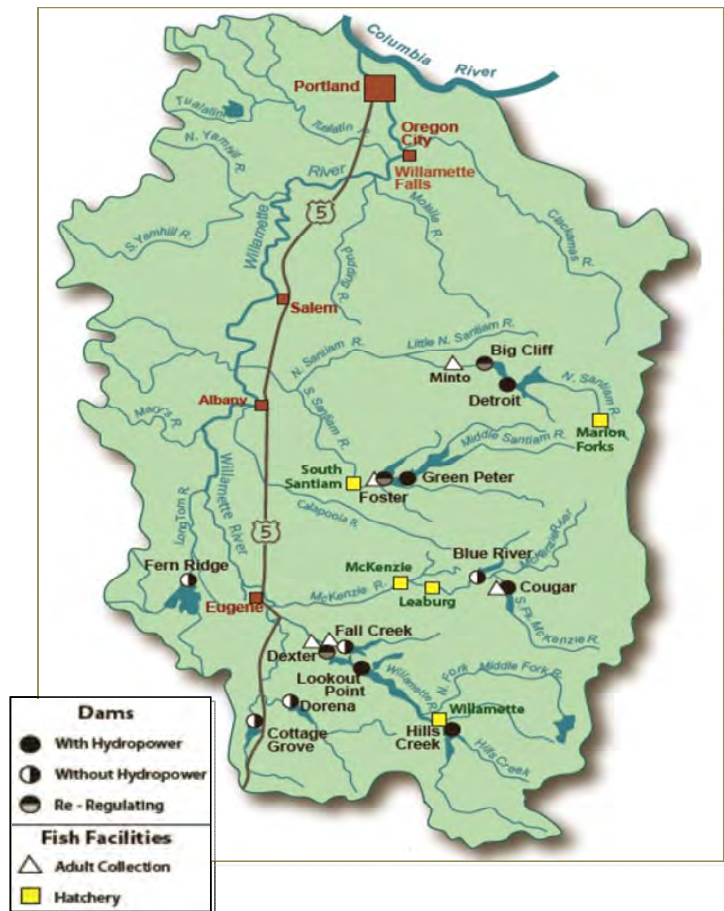 Columbia
River
Portland
Tualatin
Tualatin R.
Oregon
City
N. Yamhill R.
River
Willamette
Falls
Willamette
5
Molalla R.
Clackamas R.
S. Yamhill R.
Pudding R.
Salem
Little N. Santiam R.
N. Santiam R.
Big Cliff
Minto
N. Santiam R.
Detroit
S. Santiam R.
Albany
Mary's R.
Marion
Forks
Middle Santiam R.
South
Santiam
Green Peter
Foster
Willamette River
Long Tom R.
Calapooia R.
5
Blue River
McKenzie River
Fern Ridge
McKenzie
McKenzie R.
Cougar
Eugene
Leaburg
S. Fk. McKenzie R.
Fall Creek
Dexter
Lookout
Point
Willamette R.
N. Fork
Middle Fork R.
Dorena
Willamette
Cottage
Grove
Hills
Creek
Hills Creek
Dams
With Hydropower
Without Hydropower
Re - Regulating
Fish Facilities
Adult Collection
Hatchery